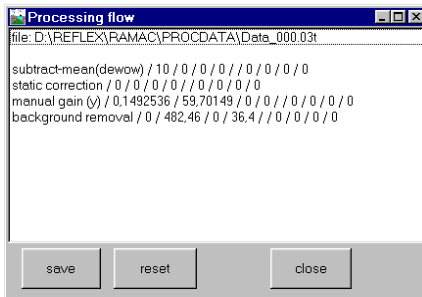 Processing flow
file: D:\REFLEX\RAMAC\PROCDATA\Data_000.03t
subtract-mean(dewow) / 10 / 0 / 0 / 0 / / 0 / 0 / 0 / 0
static correction / 0 / 0 / 0 / 0 / / 0 / 0 / 0 / 0
manual gain (y) / 0,1492536 / 59,70149 / 0 / 0 / / 0 / 0 / 0 / 0
background removal / 0 / 482,46 / 0 / 36,4 / / 0 / 0 / 0 / 0
save reset close